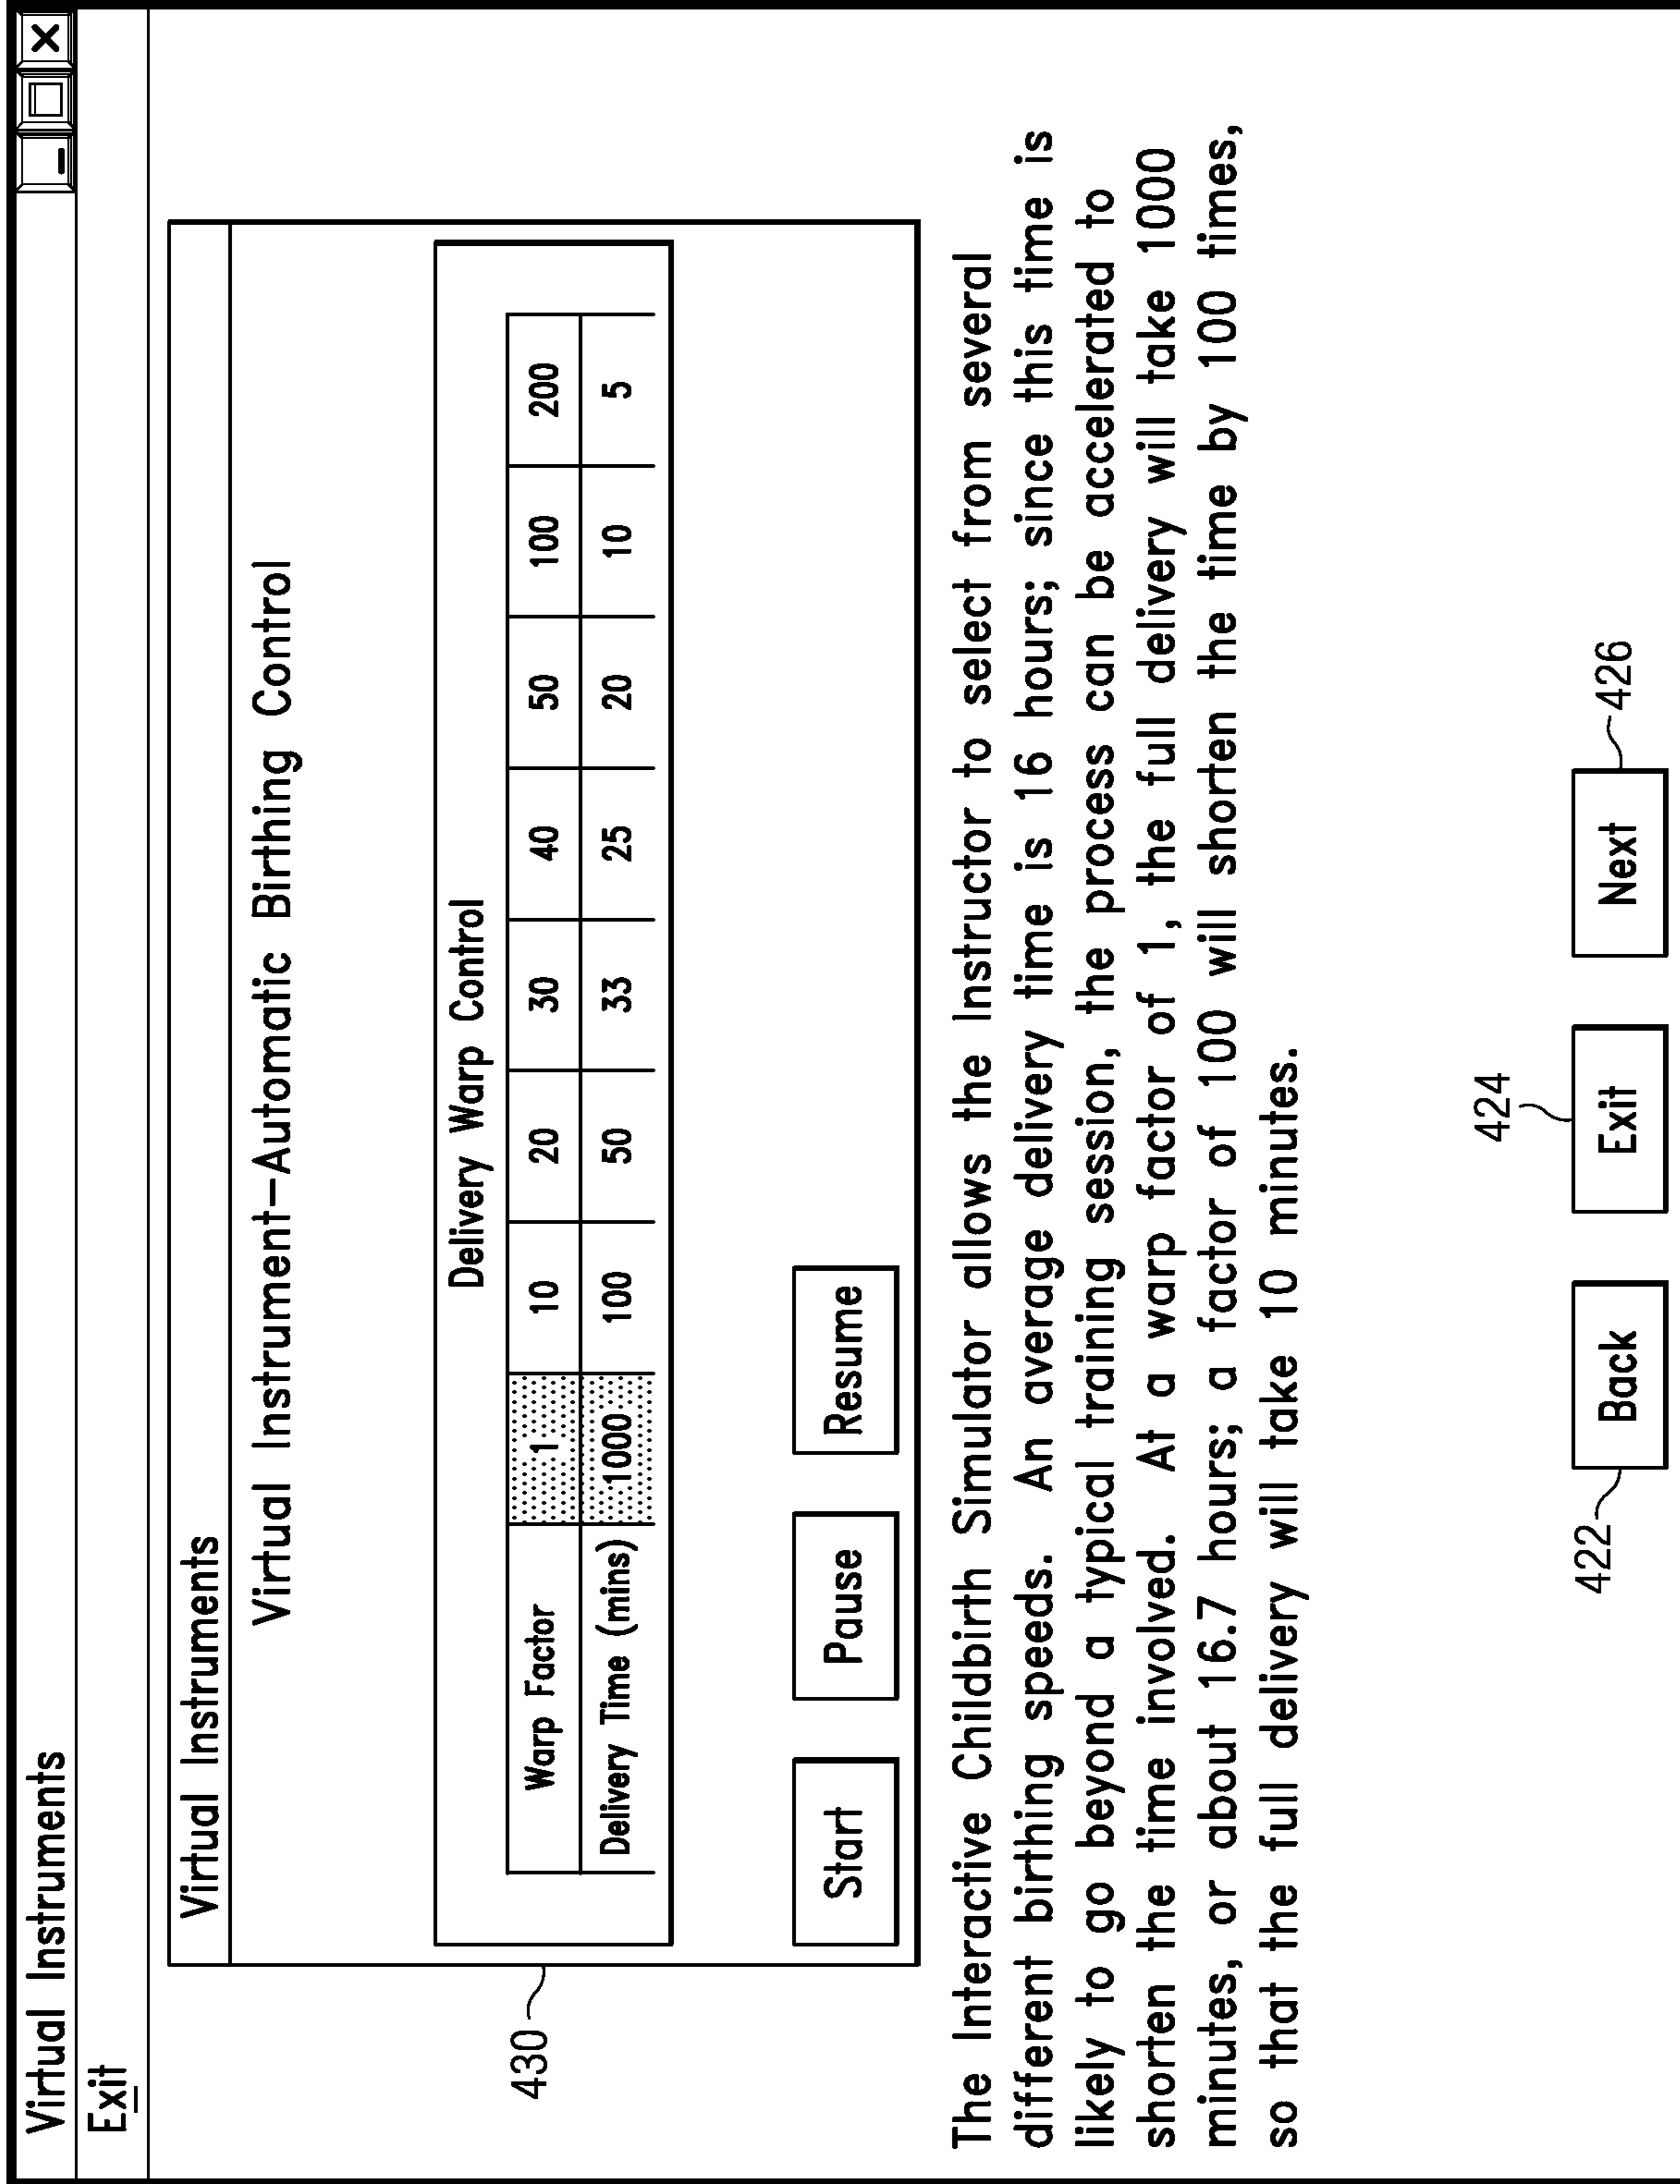 Virtual Instruments
Exit
Virtual Instruments
Virtual Instrument-Automatic Birthing Control
Delivery Warp Control
Warp Factor 1 10 20 30 40 50 100 200
Delivery Time (mins) 1000 100 50 33 25 20 10 5
430
Start Pause Resume
The Interactive Childbirth Simulator allows the Instructor to select from several
different birthing speeds. An average delivery time is 16 hours; since this time is
likely to go beyond a typical training session, the process can be accelerated to
shorten the time involved. At a warp factor of 1, the full delivery will take 1000
minutes, or about 16.7 hours; a factor of 100 will shorten the time by 100 times,
so that the full delivery will take 10 minutes.
424
422 Back Exit Next 426